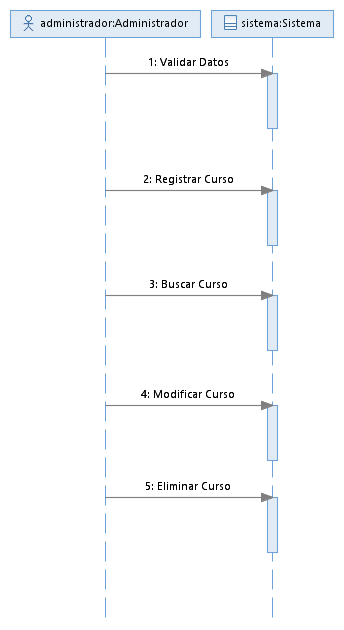 administrador:Administrador
sistema:Sistema
1: Validar Datos
2: Registrar Curso
3: Buscar Curso
4: Modificar Curso
5: Eliminar Curso